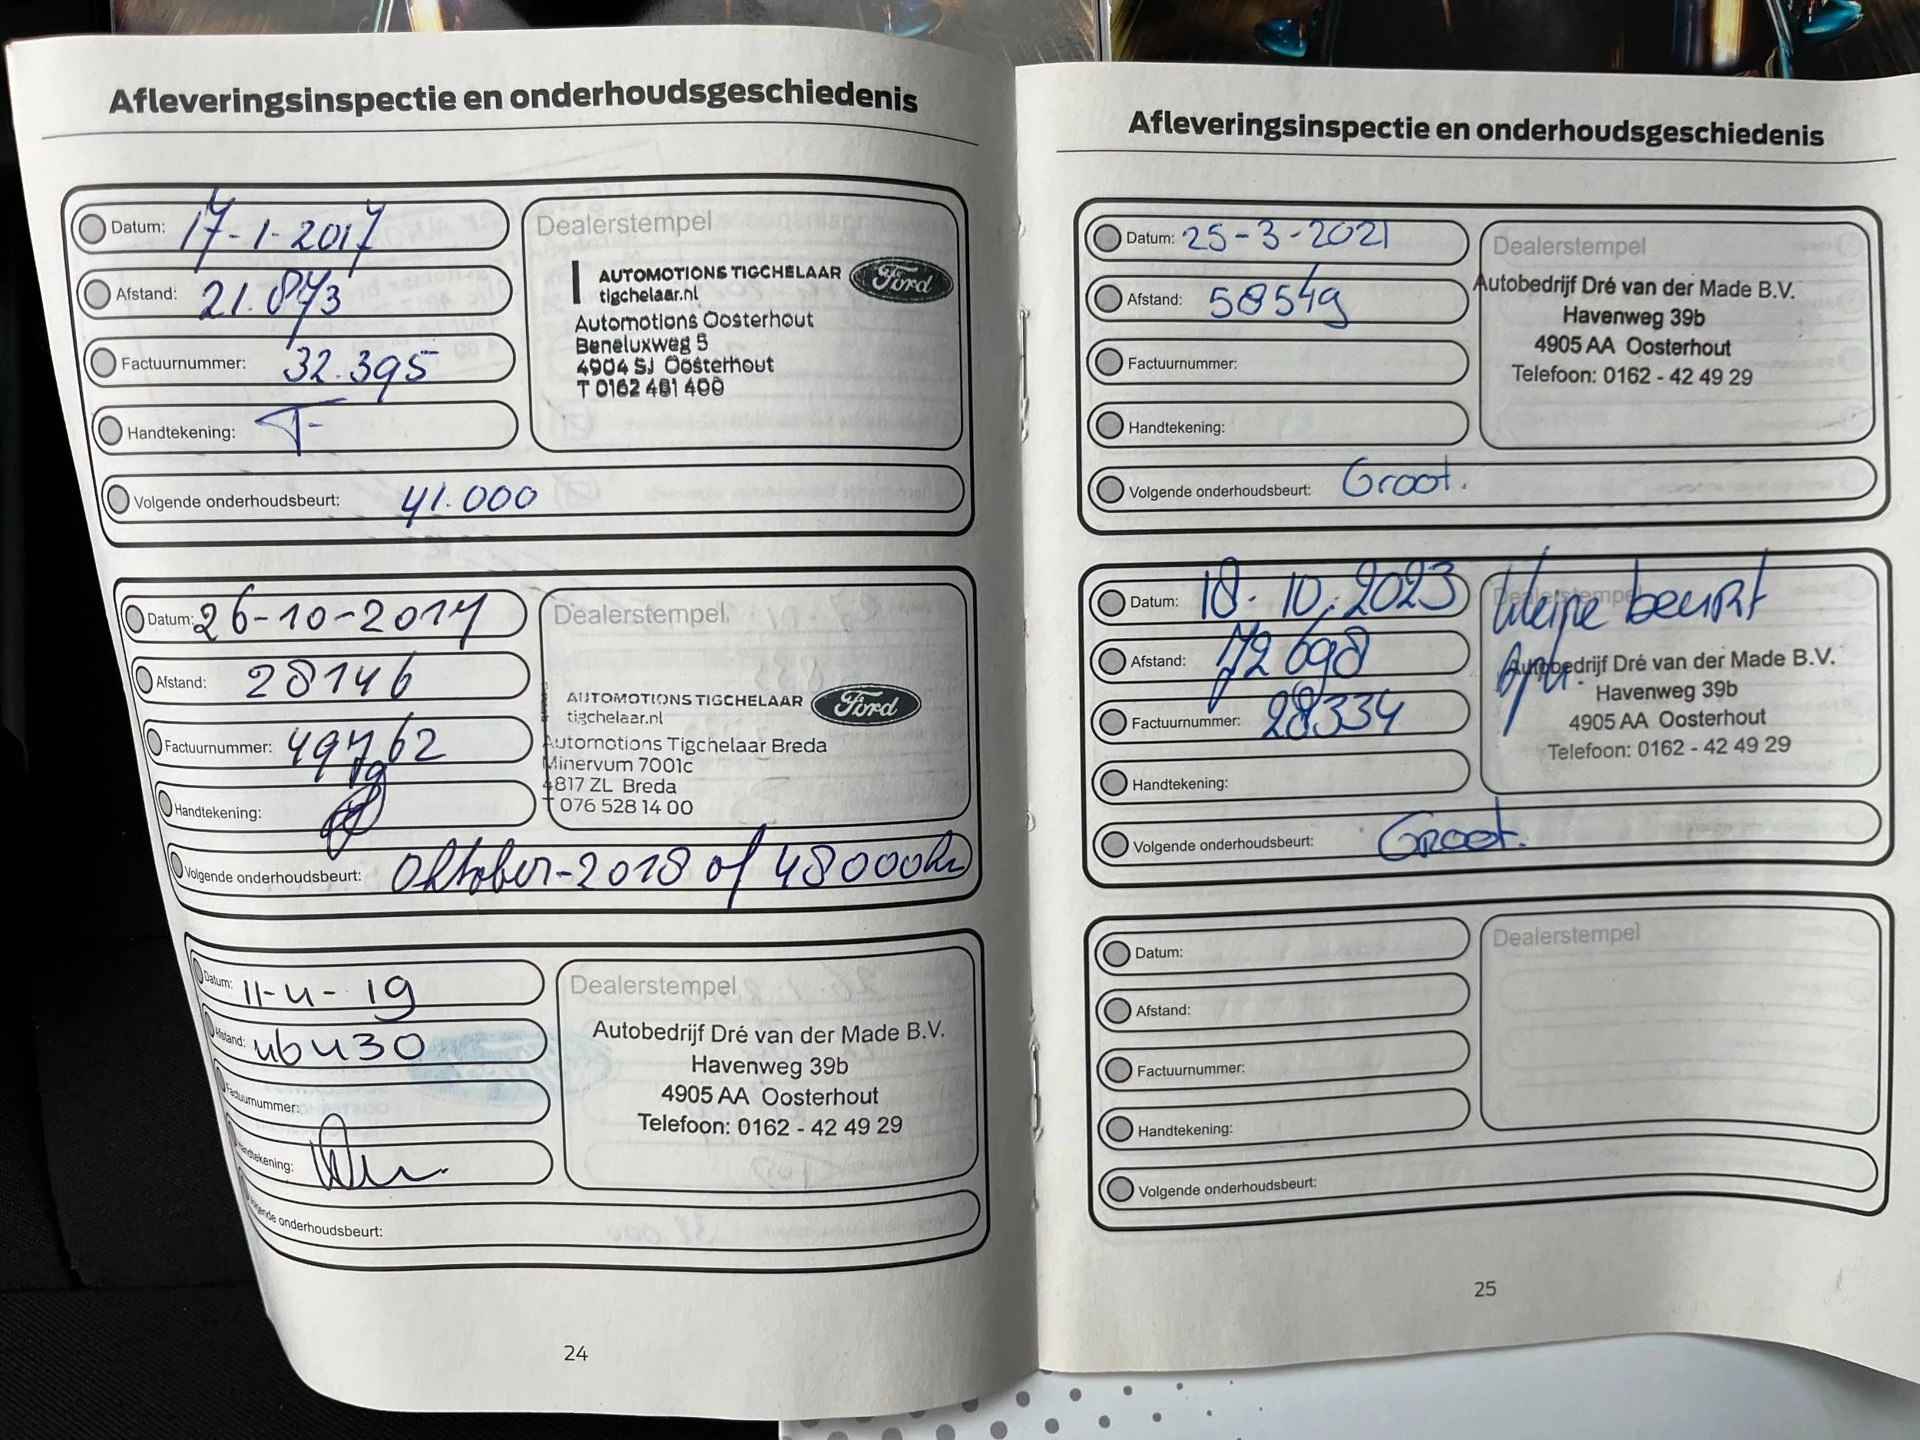 Afleveringsinspectie en onderhoudsgeschiedenis
Datum: 17-1-2017
Afstand: 21.873
Factuurnummer: 32.395
Handtekening:
Volgende onderhoudsbeurt: 41.000
Dealerstempel
AUTOMOTIONS TIGCHELAAR
tigchelaar.nl
Ford
Automotions Oosterhout
Beneluxweg 5
4904 SJ Oosterhout
T 0162 481 400
Datum: 26-10-2017
Afstand: 28146
Factuurnummer: 49762
Handtekening:
Volgende onderhoudsbeurt: Oktober-2018 of 48000km
Dealerstempel
AUTOMOTIONS TIGCHELAAR
tigchelaar.nl
Ford
Automotions Tigchelaar Breda
Minervum 7001c
4817 ZL Breda
T 076 528 14 00
Datum: 11-4-19
Afstand: 46430
Factuurnummer:
Handtekening:
Volgende onderhoudsbeurt:
Dealerstempel
Autobedrijf Dré van der Made B.V.
Havenweg 39b
4905 AA Oosterhout
Telefoon: 0162 - 42 49 29
24
Afleveringsinspectie en onderhoudsgeschiedenis
Datum: 25-3-2021
Afstand: 58549
Factuurnummer:
Handtekening:
Volgende onderhoudsbeurt: Groot.
Dealerstempel
Autobedrijf Dré van der Made B.V.
Havenweg 39b
4905 AA Oosterhout
Telefoon: 0162 - 42 49 29
Datum: 18.10.2023
Afstand: 72698
Factuurnummer: 28334
Handtekening:
Volgende onderhoudsbeurt: Groot.
Dealerstempel
kleine beurt
Autobedrijf Dré van der Made B.V.
Havenweg 39b
4905 AA Oosterhout
Telefoon: 0162 - 42 49 29
Datum:
Afstand:
Factuurnummer:
Handtekening:
Volgende onderhoudsbeurt:
Dealerstempel
25